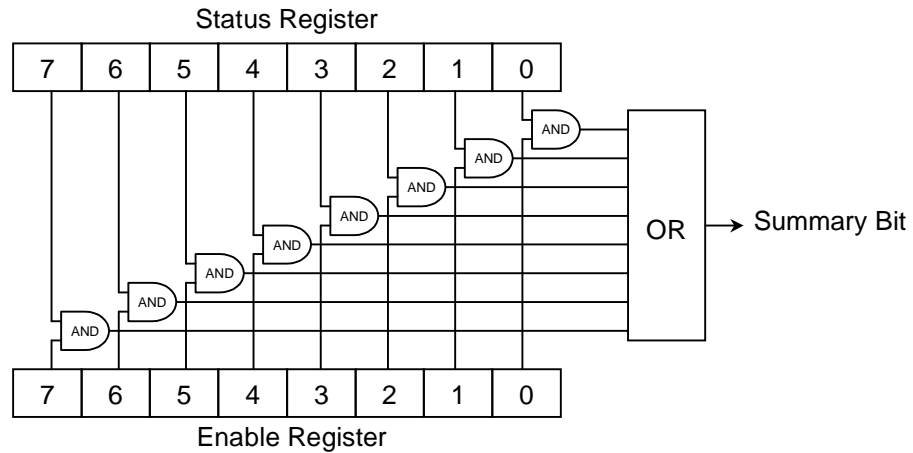 Status Register
7 6 5 4 3 2 1 0
AND
AND
AND
AND
AND
AND
AND
AND
OR
Summary Bit
7 6 5 4 3 2 1 0
Enable Register